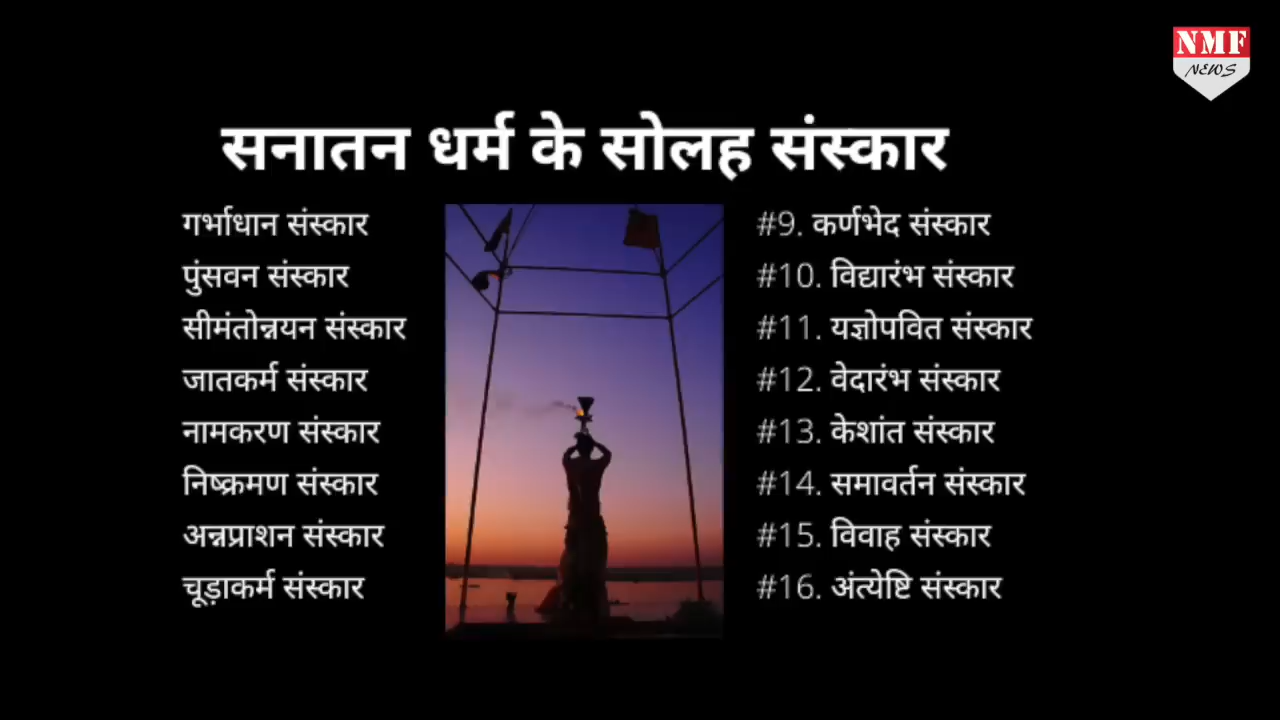 NMF
NEWS
सनातन धर्म के सोलह संस्कार
गर्भाधान संस्कार
पुंसवन संस्कार
सीमंतोन्नयन संस्कार
जातकर्म संस्कार
नामकरण संस्कार
निष्क्रमण संस्कार
अन्नप्राशन संस्कार
चूड़ाकर्म संस्कार
#9. कर्णभेद संस्कार
#10. विद्यारंभ संस्कार
#11. यज्ञोपवित संस्कार
#12. वेदारंभ संस्कार
#13. केशांत संस्कार
#14. समावर्तन संस्कार
#15. विवाह संस्कार
#16. अंत्येष्टि संस्कार